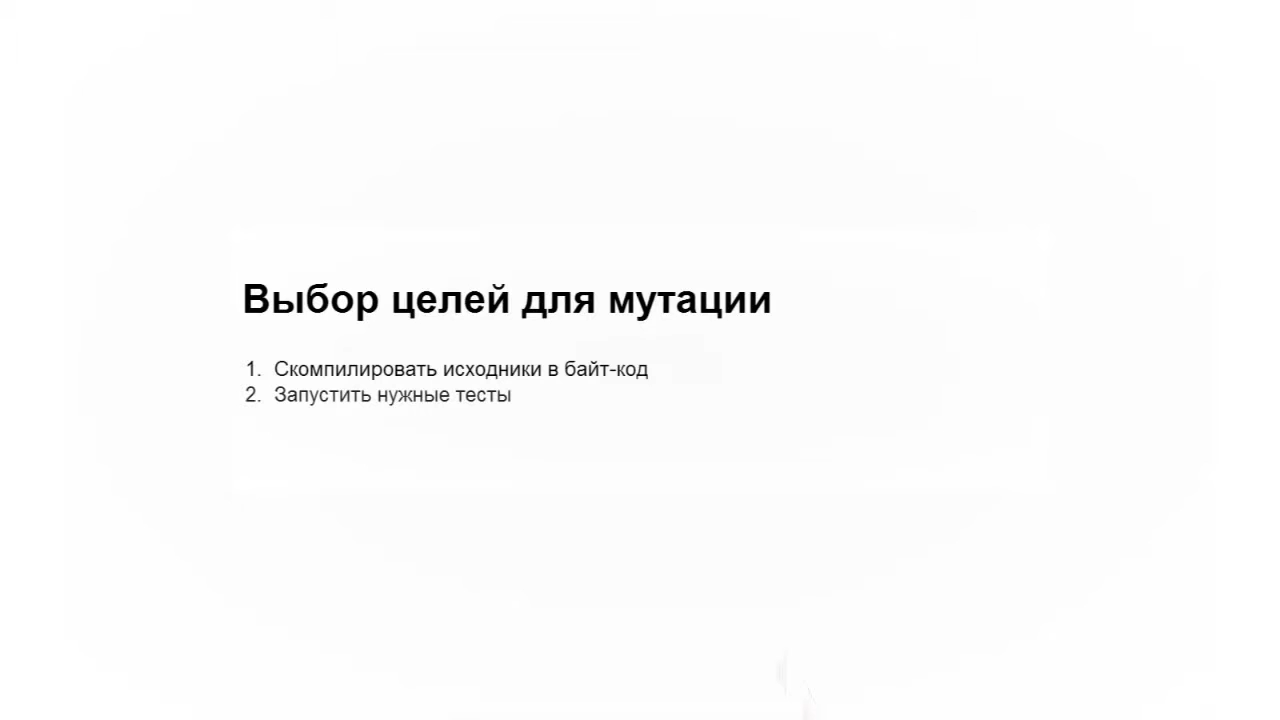 Выбор целей для мутации
1. Скомпилировать исходники в байт-код
2. Запустить нужные тесты